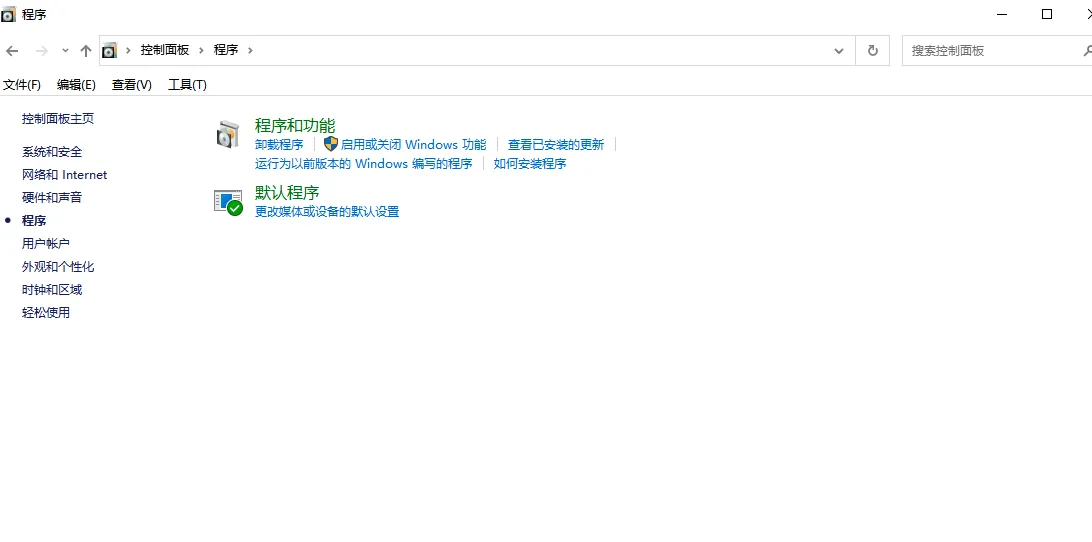 程序
控制面板 程序
搜索控制面板
文件(F) 编辑(E) 查看(V) 工具(T)
控制面板主页
系统和安全
网络和 Internet
硬件和声音
程序
用户帐户
外观和个性化
时钟和区域
轻松使用
程序和功能
卸载程序 启用或关闭 Windows 功能 查看已安装的更新
运行为以前版本的 Windows 编写的程序 如何安装程序
默认程序
更改媒体或设备的默认设置